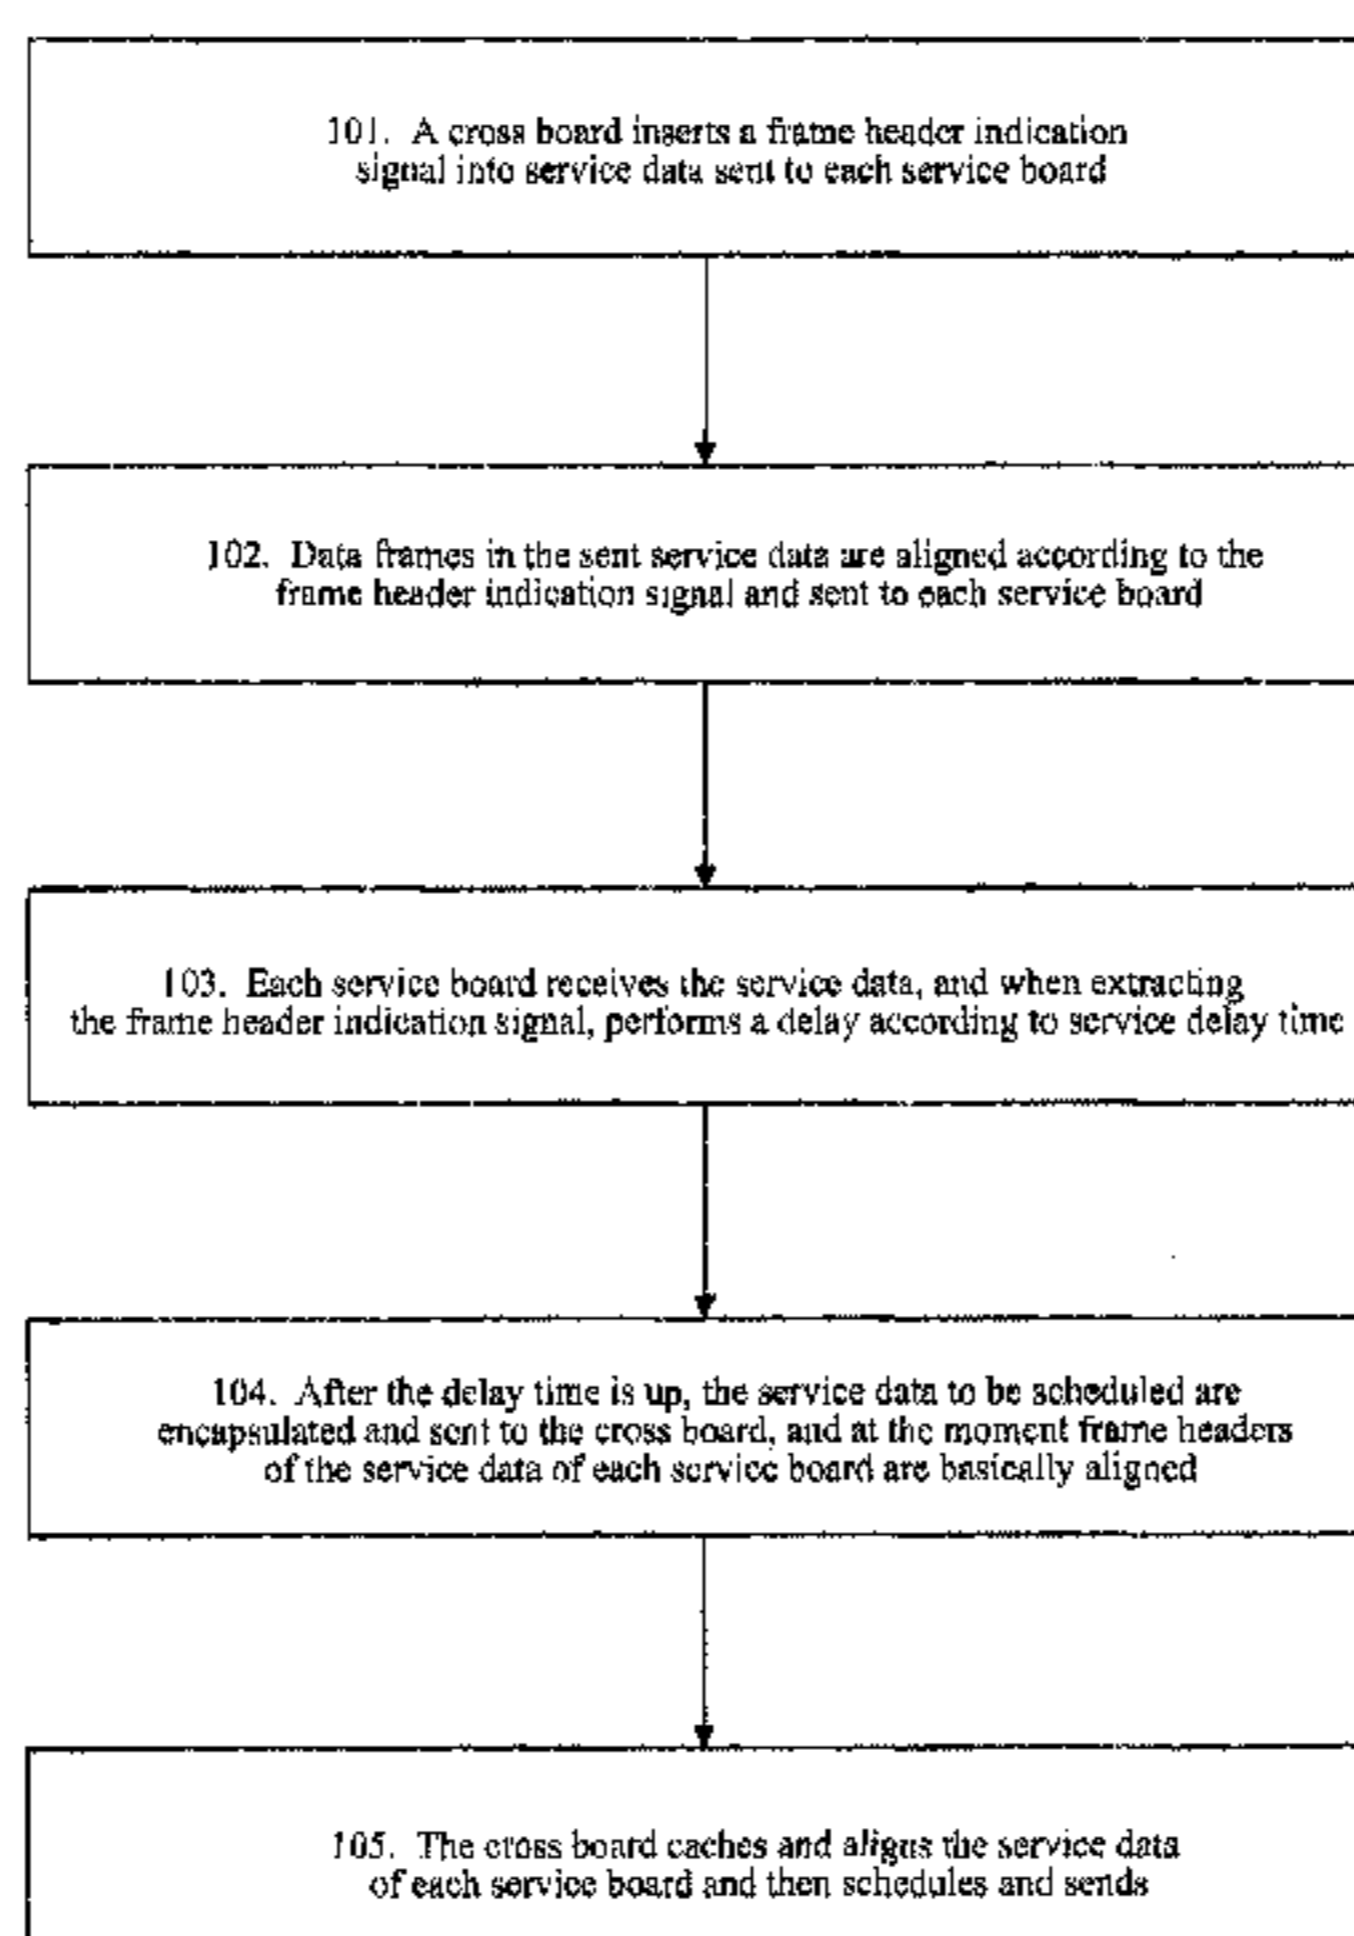 101. A cross board inserts a frame header indication
signal into service data sent to each service board
102. Data frames in the sent service data are aligned according to the
frame header indication signal and sent to each service board
103. Each service board receives the service data, and when extracting
the frame header indication signal, performs a delay according to service delay time
104. After the delay time is up, the service data to be scheduled are
encapsulated and sent to the cross board, and at the moment frame headers
of the service data of each service board are basically aligned
105. The cross board caches and aligns the service data
of each service board and then schedules and sends